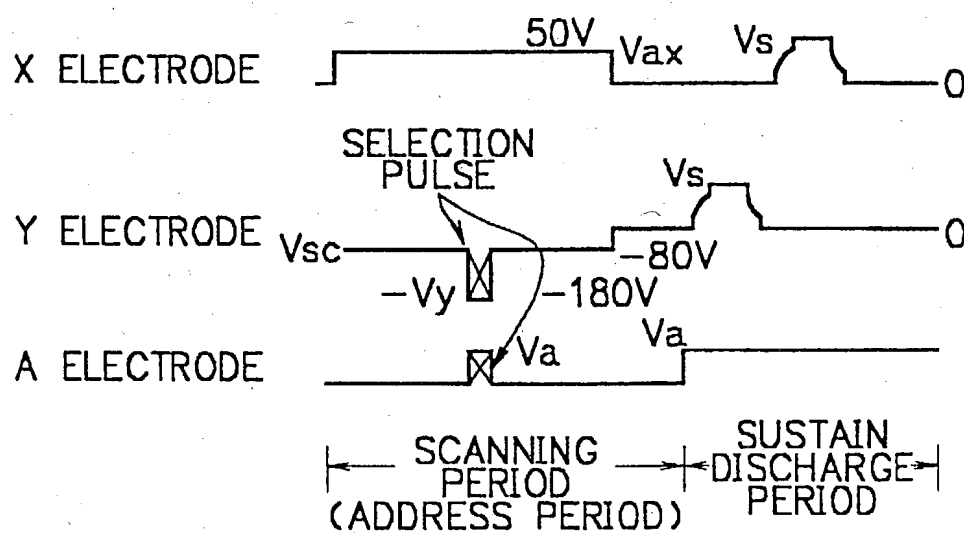 50V
X ELECTRODE
Vax
Vs
0
SELECTION
PULSE
Y ELECTRODE
Vsc
-Vy
-180V
-80V
Vs
0
A ELECTRODE
Va
Va
SCANNING
PERIOD
(ADDRESS PERIOD)
SUSTAIN
DISCHARGE
PERIOD